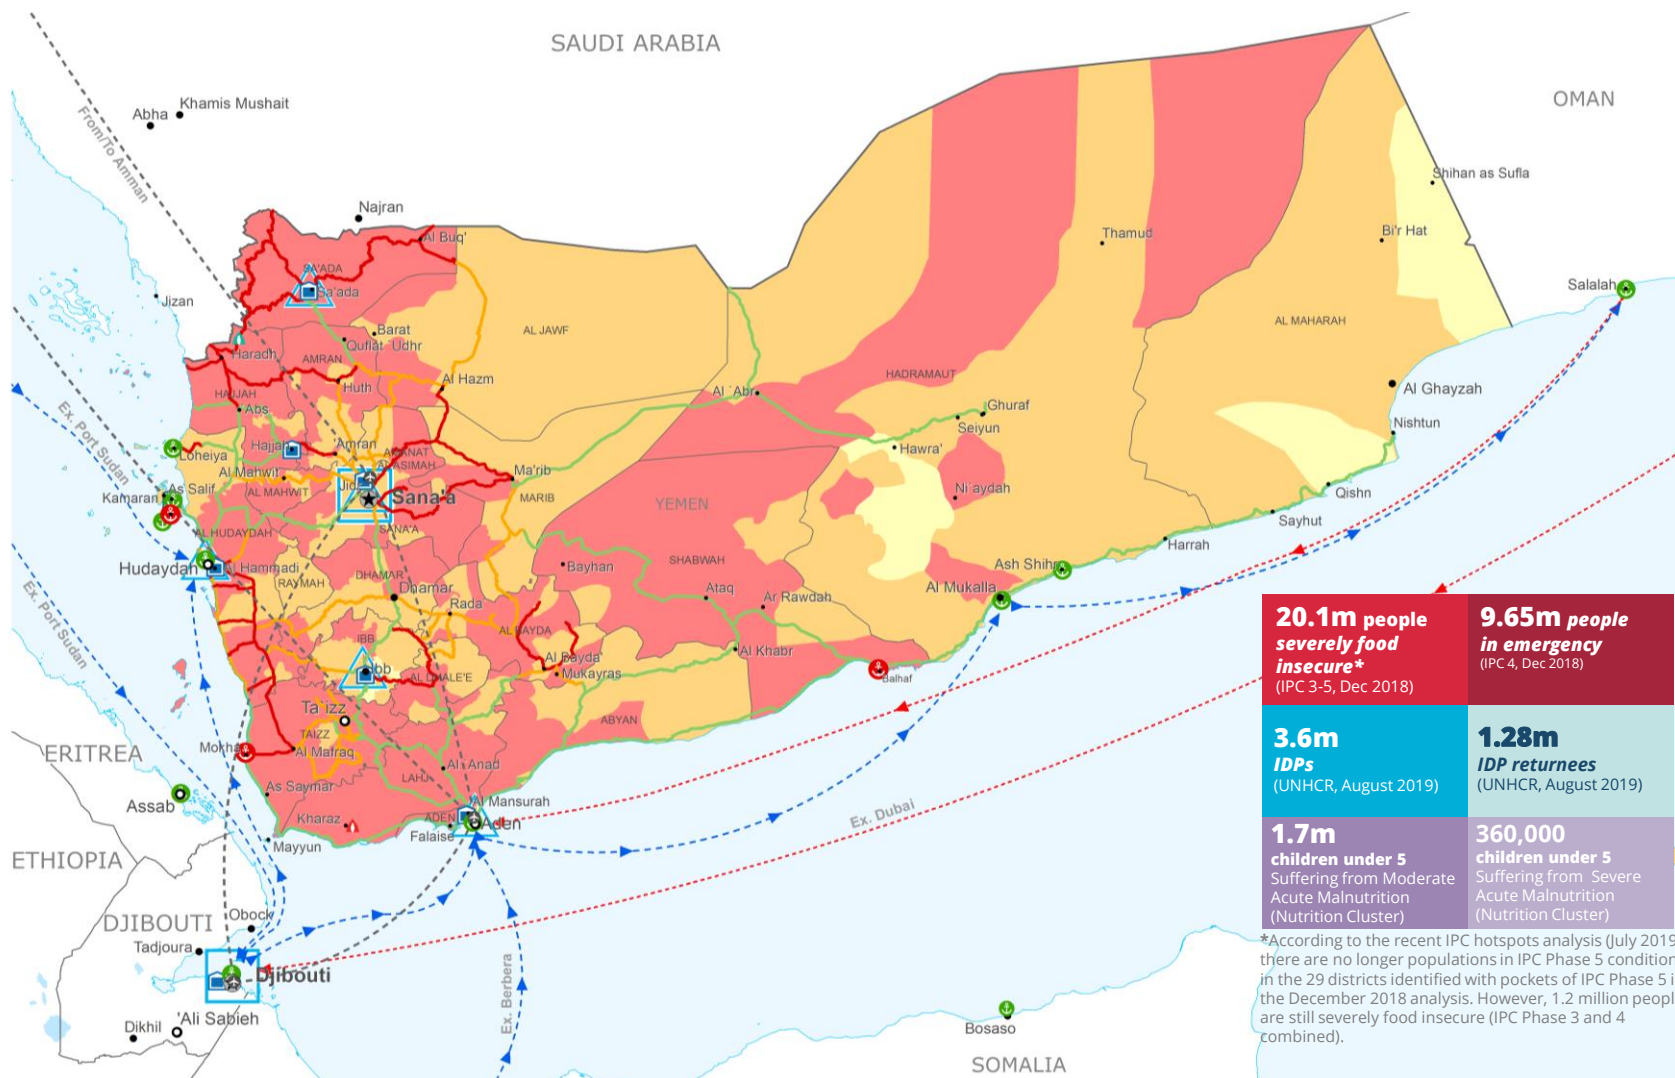 SAUDI ARABIA
OMAN
Khamis Mushait
Abha
From/To Amman
Shihan as Sufla
Najran
Al Buq'
Thamud
Bi'r Hat
SA'ADA
Sa'ada
Salalah
Jizan
AL MAHARAH
Barat
AL JAWF
Quflat `Udhr
Haradh
AMRAN
HADRAMAUT
Al Hazm
Huth
Al Ghayzah
HAJJAH
Al `Abr
Abs
Ghuraf
Ex. Port Sudan
Seiyun
Nishtun
Hajjah
'Amran
Hawra'
Loheiya
AMANAT
AL ASIMAH
Al Mahwit
Ma'rib
As Salif
AL MAHWIT
Kamaran
Sana'a
MARIB
YEMEN
Ni`aydah
Qishn
Sayhut
AL HUDAYDAH
SANA'A
Harrah
SHABWAH
Hudaydah
Al Hammadi
Bayhan
Ash Shihr
RAYMAH
DHAMAR
Dhamar
Ataq
Al Mukalla
Ex. Port Sudan
Rada
Ar Rawdah
AL BAYDA
IBB
Ibb
Al Khabr
Al Bayda'
Mukayras
AL DHALE'E
Balhaf
Ta`izz
ABYAN
TAIZZ
Mokha
Al Mafraq
ERITREA
Al `Anad
LAHJ
As Saymar
Assab
Al Mansurah
Kharaz
ADEN
Aden
Falaise
Ex. Dubai
Mayyun
ETHIOPIA
DJIBOUTI
Obock
Tadjoura
Djibouti
Ex. Berbera
'Ali Sabieh
Dikhil
Bosaso
SOMALIA
20.1m people
severely food
insecure*
(IPC 3-5, Dec 2018)
9.65m people
in emergency
(IPC 4, Dec 2018)
3.6m
IDPs
(UNHCR, August 2019)
1.28m
IDP returnees
(UNHCR, August 2019)
1.7m
children under 5
Suffering from Moderate
Acute Malnutrition
(Nutrition Cluster)
360,000
children under 5
Suffering from Severe
Acute Malnutrition
(Nutrition Cluster)
*According to the recent IPC hotspots analysis (July 2019
there are no longer populations in IPC Phase 5 condition
in the 29 districts identified with pockets of IPC Phase 5 i
the December 2018 analysis. However, 1.2 million peopl
are still severely food insecure (IPC Phase 3 and 4
combined).